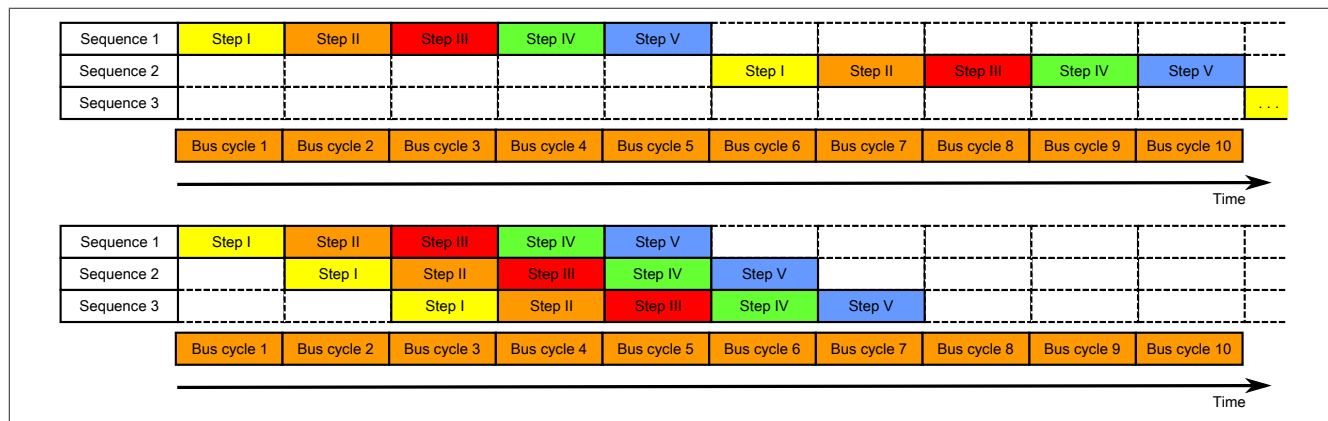 Sequence 1 Step I Step II Step III Step IV Step V
Sequence 2 Step I Step II Step III Step IV Step V
Sequence 3 . . .
Bus cycle 1 Bus cycle 2 Bus cycle 3 Bus cycle 4 Bus cycle 5 Bus cycle 6 Bus cycle 7 Bus cycle 8 Bus cycle 9 Bus cycle 10
Time
Sequence 1 Step I Step II Step III Step IV Step V
Sequence 2 Step I Step II Step III Step IV Step V
Sequence 3 Step I Step II Step III Step IV Step V
Bus cycle 1 Bus cycle 2 Bus cycle 3 Bus cycle 4 Bus cycle 5 Bus cycle 6 Bus cycle 7 Bus cycle 8 Bus cycle 9 Bus cycle 10
Time